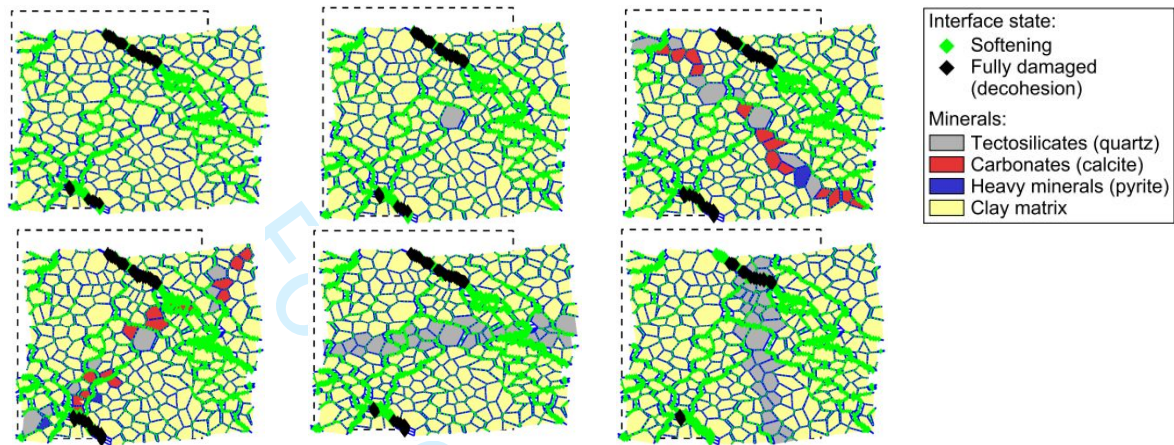 Interface state:
Softening
Fully damaged
(decohesion)
Minerals:
Tectosilicates (quartz)
Carbonates (calcite)
Heavy minerals (pyrite)
Clay matrix